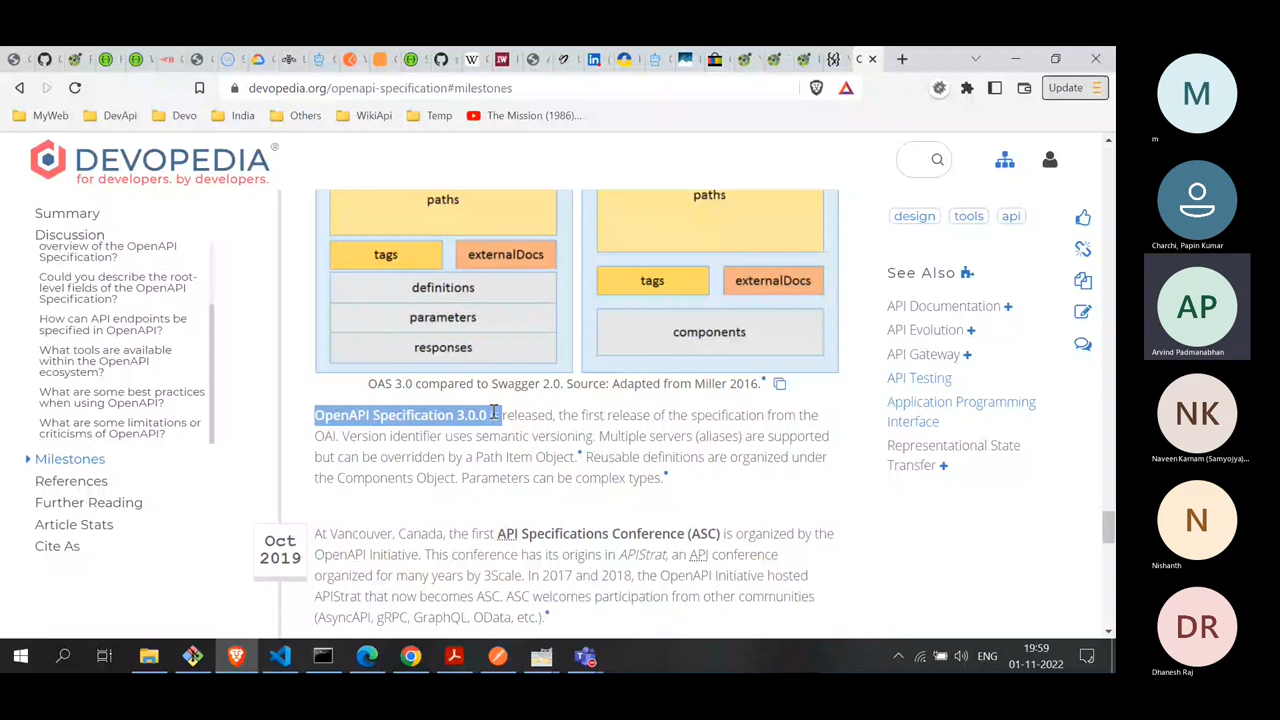 devopedia.org/openapi-specification#milestones
Update
MyWeb
DevApi
Devo
India
Others
WikiApi
Temp
The Mission (1986)...
DEVOPEDIA
®
for developers. by developers.
Summary
Discussion
overview of the OpenAPI
Specification?
Could you describe the root-
level fields of the OpenAPI
Specification?
How can API endpoints be
specified in OpenAPI?
What tools are available
within the OpenAPI
ecosystem?
What are some best practices
when using OpenAPI?
What are some limitations or
criticisms of OpenAPI?
Milestones
References
Further Reading
Article Stats
Cite As
paths
tags
externalDocs
definitions
parameters
responses
paths
tags
externalDocs
components
OAS 3.0 compared to Swagger 2.0. Source: Adapted from Miller 2016.*
OpenAPI Specification 3.0.0 is released, the first release of the specification from the
OAI. Version identifier uses semantic versioning. Multiple servers (aliases) are supported
but can be overridden by a Path Item Object.* Reusable definitions are organized under
the Components Object. Parameters can be complex types.*
Oct
2019
At Vancouver, Canada, the first API Specifications Conference (ASC) is organized by the
OpenAPI Initiative. This conference has its origins in APIStrat, an API conference
organized for many years by 3Scale. In 2017 and 2018, the OpenAPI Initiative hosted
APIStrat that now becomes ASC. ASC welcomes participation from other communities
(AsyncAPI, gRPC, GraphQL, OData, etc.).*
design
tools
api
See Also
API Documentation +
API Evolution +
API Gateway +
API Testing
Application Programming
Interface
Representational State
Transfer +
ENG
19:59
01-11-2022
M
m
Charchi, Papin Kumar
AP
Arvind Padmanabhan
NK
Naveen Karnam (Samyojya)...
N
Nishanth
DR
Dhanesh Raj